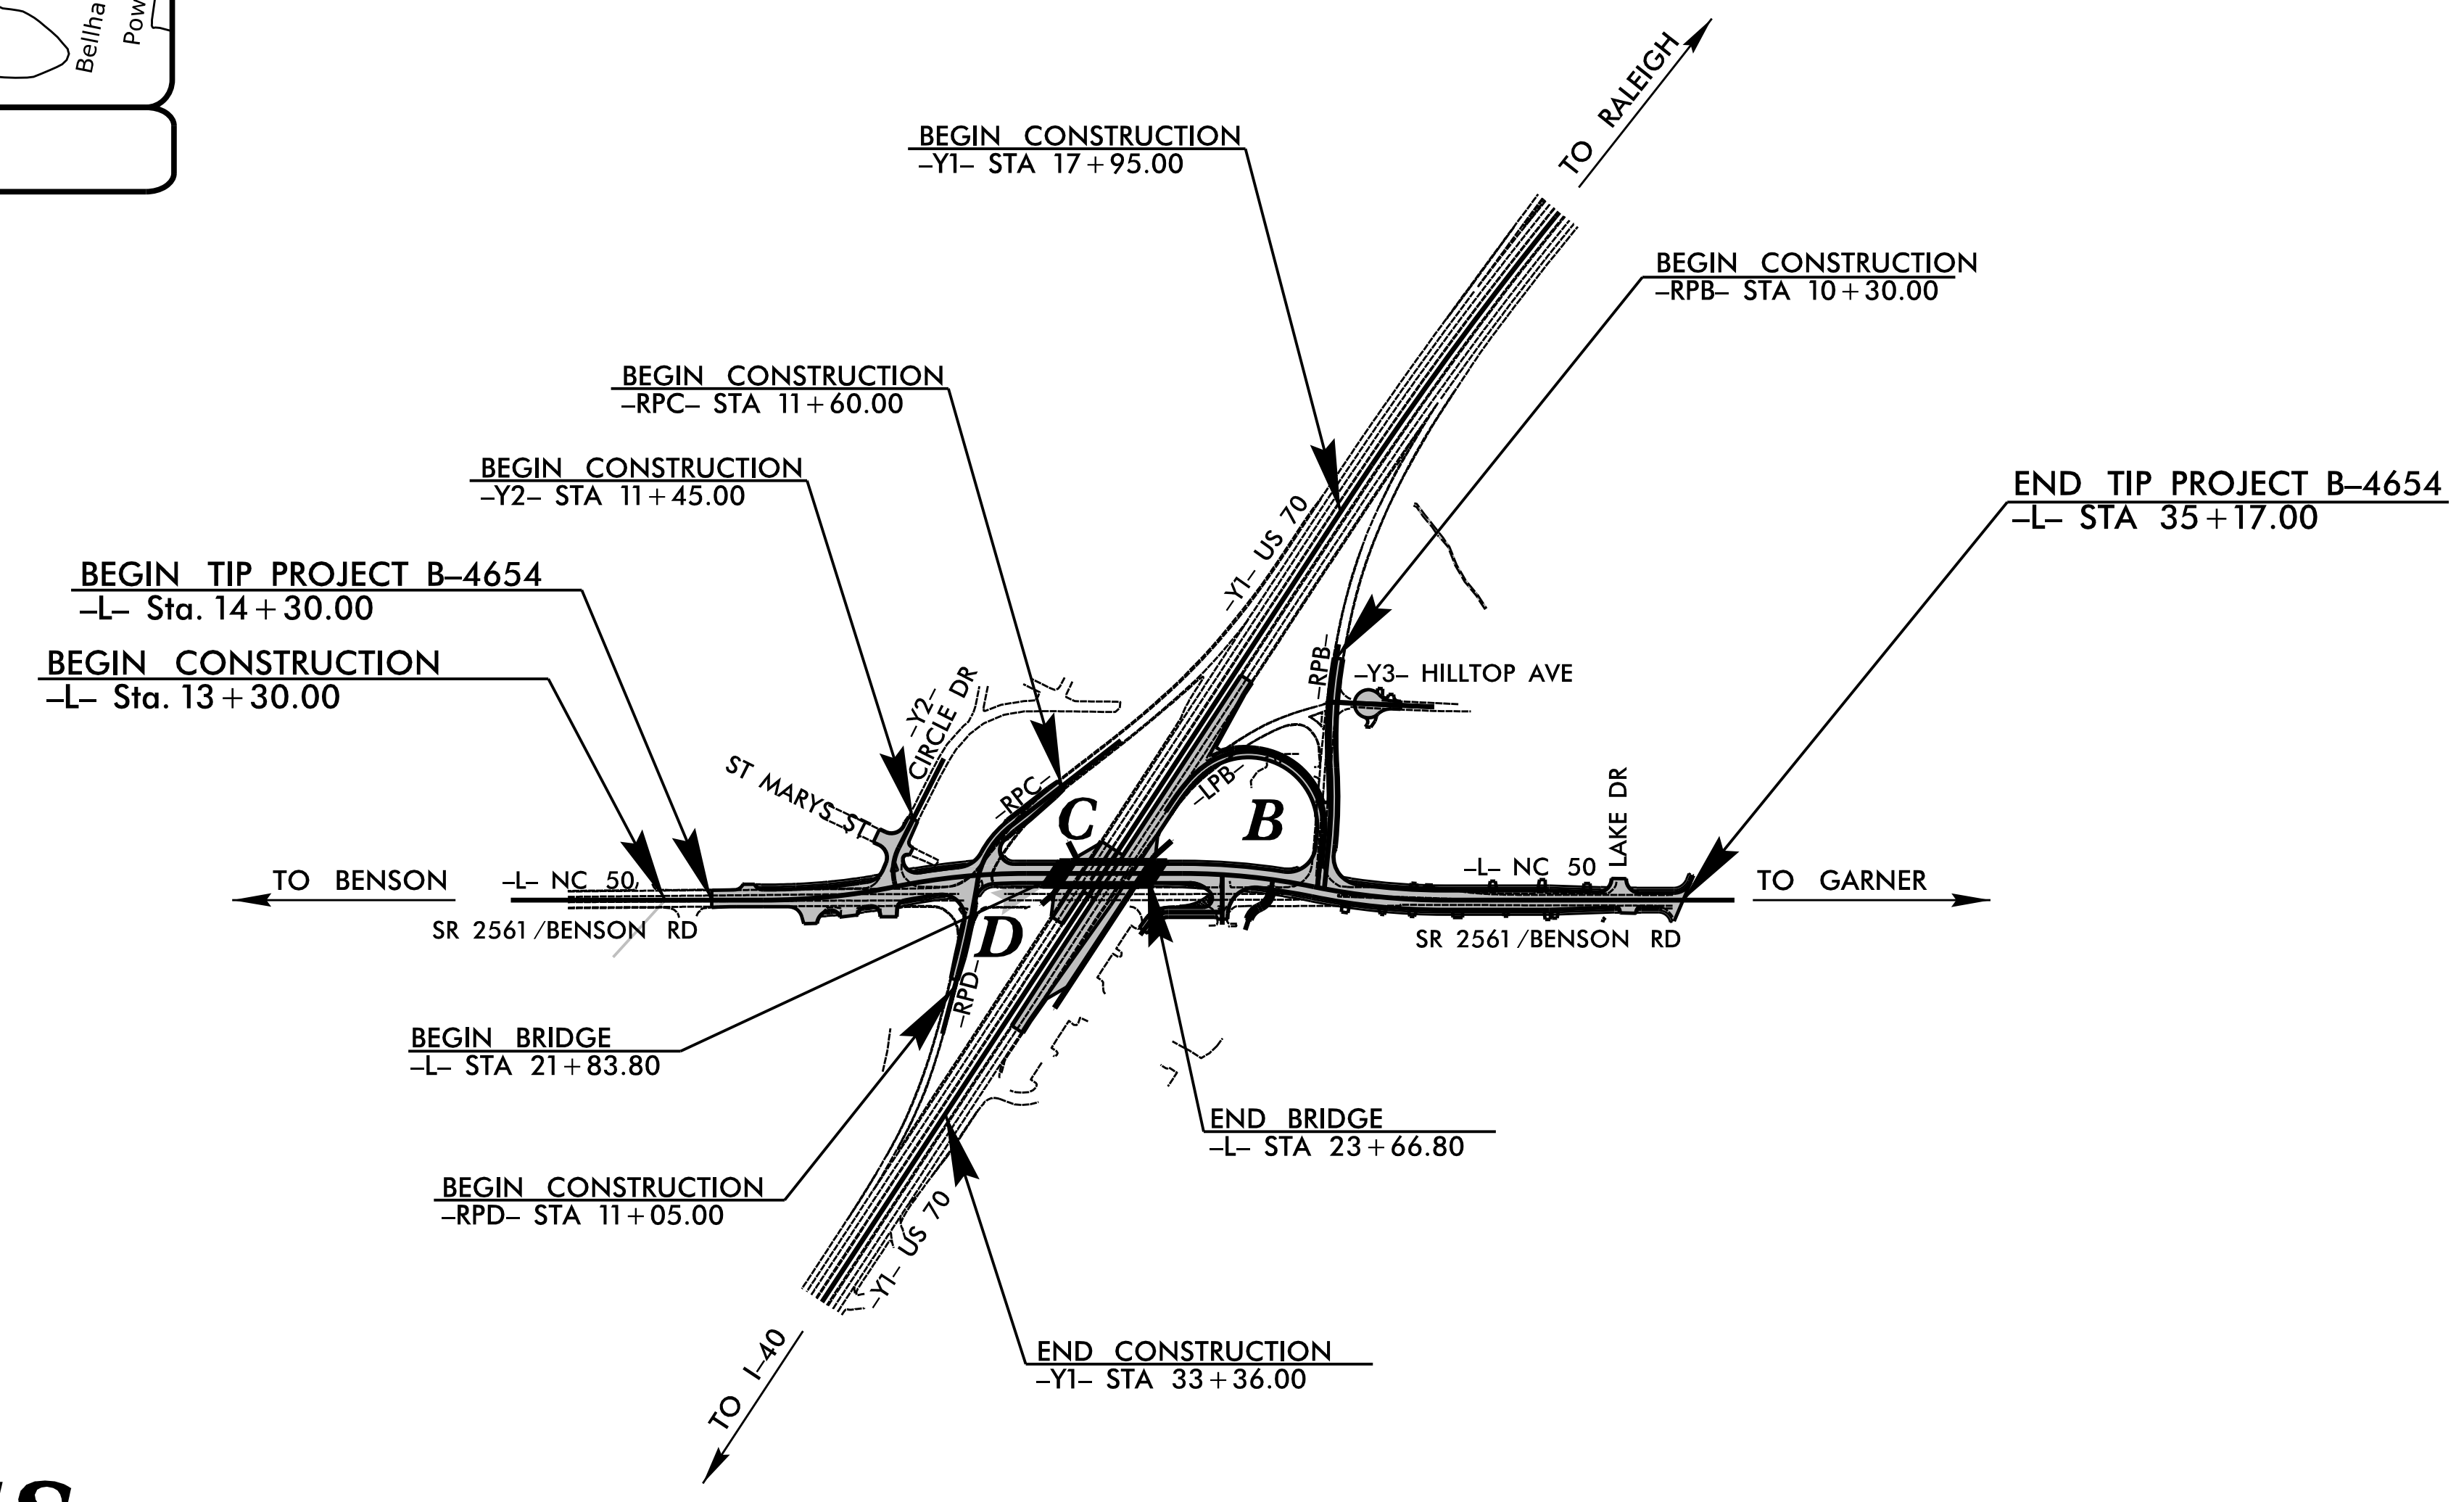 Bellha
Pow
TO RALEIGH
BEGIN CONSTRUCTION
–Y1– STA 17+95.00
BEGIN CONSTRUCTION
–RPB– STA 10+30.00
BEGIN CONSTRUCTION
–RPC– STA 11+60.00
BEGIN CONSTRUCTION
–Y2– STA 11+45.00
END TIP PROJECT B–4654
–L– STA 35+17.00
–Y1– US 70
BEGIN TIP PROJECT B–4654
–L– Sta. 14+30.00
BEGIN CONSTRUCTION
–L– Sta. 13+30.00
–RPB–
–Y3– HILLTOP AVE
–Y2–
CIRCLE DR
ST MARYS ST
–RPC–
C
–LPB–
B
LAKE DR
TO BENSON
–L– NC 50
–L– NC 50
TO GARNER
SR 2561/BENSON RD
D
SR 2561/BENSON RD
–RPD–
BEGIN BRIDGE
–L– STA 21+83.80
END BRIDGE
–L– STA 23+66.80
BEGIN CONSTRUCTION
–RPD– STA 11+05.00
–Y1– US 70
END CONSTRUCTION
–Y1– STA 33+36.00
TO I–40